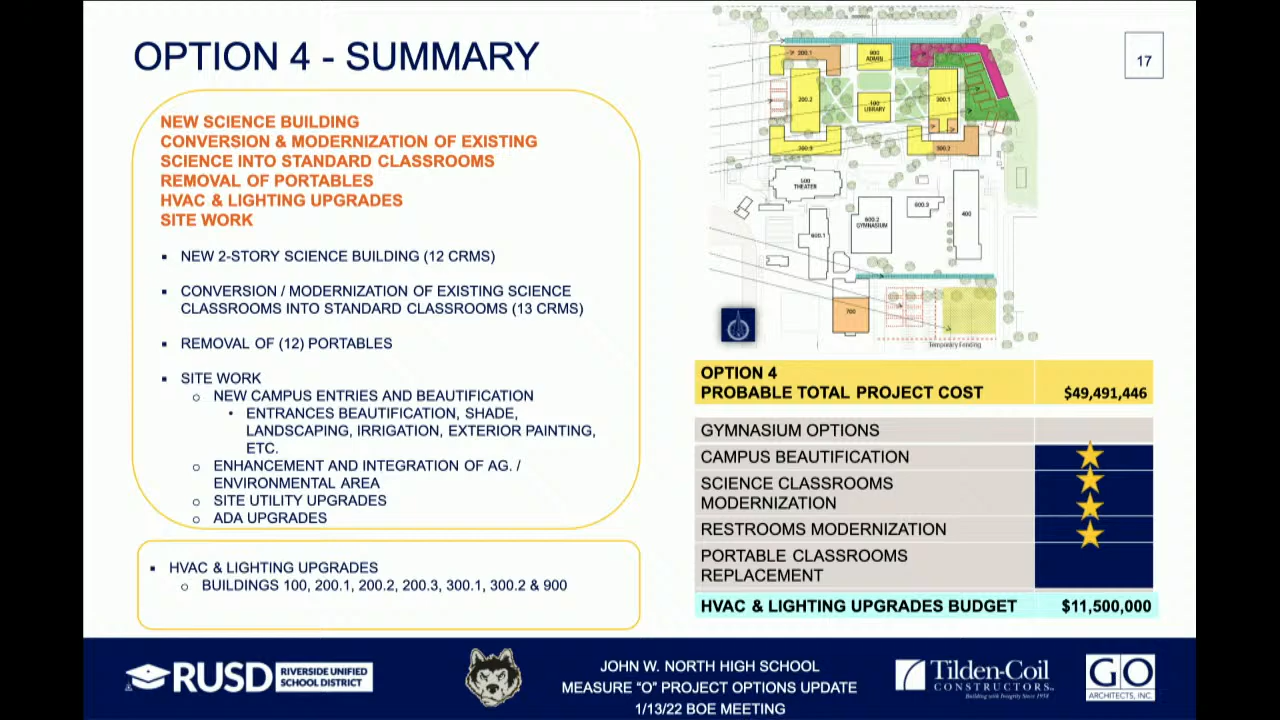 OPTION 4 - SUMMARY
17
NEW SCIENCE BUILDING
CONVERSION & MODERNIZATION OF EXISTING
SCIENCE INTO STANDARD CLASSROOMS
REMOVAL OF PORTABLES
HVAC & LIGHTING UPGRADES
SITE WORK
▪ NEW 2-STORY SCIENCE BUILDING (12 CRMS)
▪ CONVERSION / MODERNIZATION OF EXISTING SCIENCE
CLASSROOMS INTO STANDARD CLASSROOMS (13 CRMS)
▪ REMOVAL OF (12) PORTABLES
▪ SITE WORK
o NEW CAMPUS ENTRIES AND BEAUTIFICATION
• ENTRANCES BEAUTIFICATION, SHADE,
LANDSCAPING, IRRIGATION, EXTERIOR PAINTING,
ETC.
o ENHANCEMENT AND INTEGRATION OF AG. /
ENVIRONMENTAL AREA
o SITE UTILITY UPGRADES
o ADA UPGRADES
▪ HVAC & LIGHTING UPGRADES
o BUILDINGS 100, 200.1, 200.2, 200.3, 300.1, 300.2 & 900
200.1
900
ADMIN
200.2
100
LIBRARY
300.1
200.3
300.2
500
THEATER
600.1
600.2
GYMNASIUM
600.3
400
700
Temporary Fencing
OPTION 4
PROBABLE TOTAL PROJECT COST $49,491,446
GYMNASIUM OPTIONS
CAMPUS BEAUTIFICATION
SCIENCE CLASSROOMS
MODERNIZATION
RESTROOMS MODERNIZATION
PORTABLE CLASSROOMS
REPLACEMENT
HVAC & LIGHTING UPGRADES BUDGET $11,500,000
RUSD RIVERSIDE UNIFIED
SCHOOL DISTRICT
JOHN W. NORTH HIGH SCHOOL
MEASURE “O” PROJECT OPTIONS UPDATE
1/13/22 BOE MEETING
Tilden-Coil
CONSTRUCTORS
Building with Integrity Since 1938
GO
ARCHITECTS, INC.